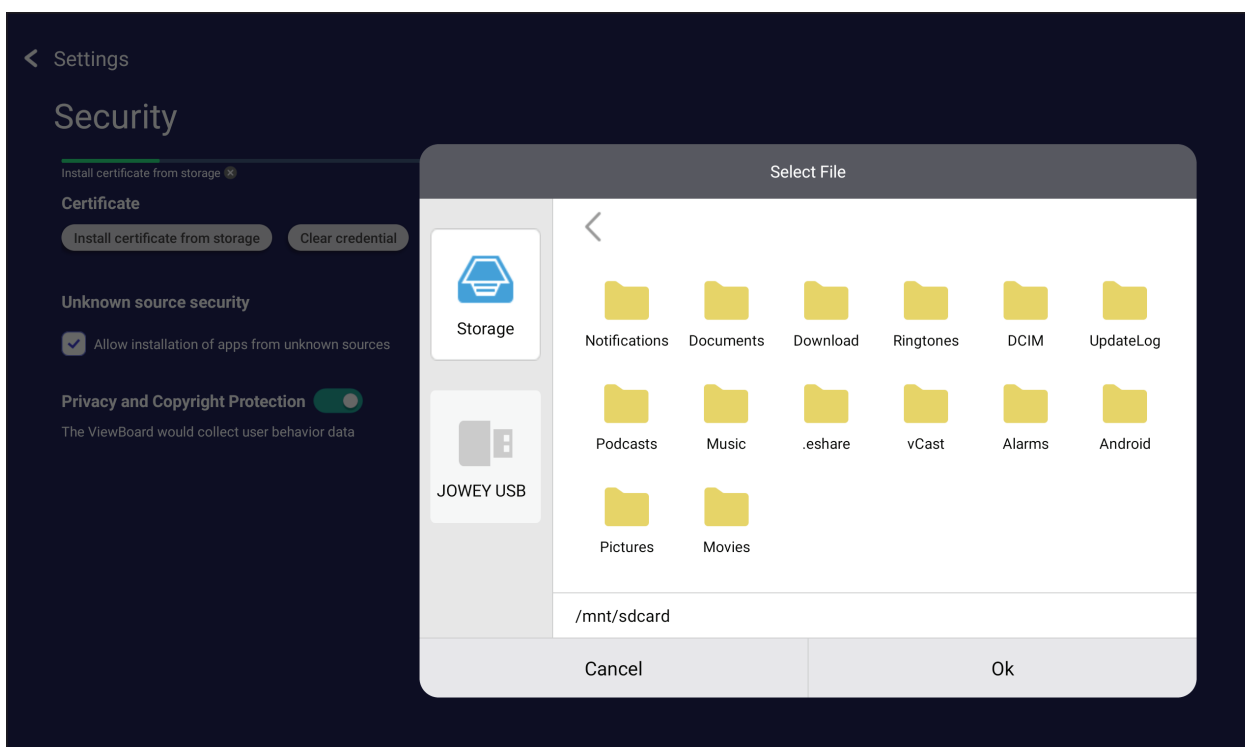 Settings
Security
Install certificate from storage
Certificate
Install certificate from storage Clear credential
Unknown source security
Allow installation of apps from unknown sources
Privacy and Copyright Protection
The ViewBoard would collect user behavior data
Select File
Storage
JOWEY USB
Notifications Documents Download Ringtones DCIM UpdateLog
Podcasts Music .eshare vCast Alarms Android
Pictures Movies
/mnt/sdcard
Cancel Ok